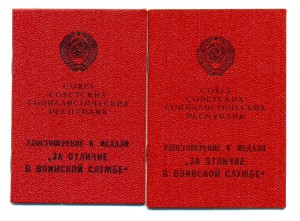 СОЮЗ
СОВЕТСКИХ
СОЦИАЛИСТИЧЕСКИХ
РЕСПУБЛИК
УДОСТОВЕРЕНИЕ К МЕДАЛИ
„ЗА ОТЛИЧИЕ
В ВОИНСКОЙ СЛУЖБЕ“
СОЮЗ
СОВЕТСКИХ
СОЦИАЛИСТИЧЕСКИХ
РЕСПУБЛИК
УДОСТОВЕРЕНИЕ К МЕДАЛИ
„ЗА ОТЛИЧИЕ
В ВОИНСКОЙ СЛУЖБЕ“